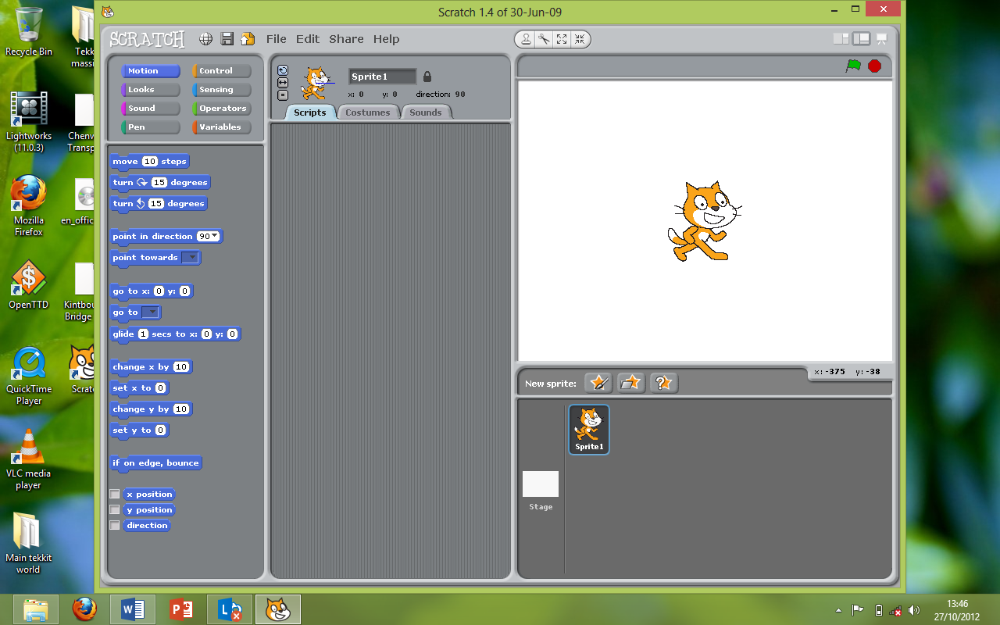 Recycle Bin
Tekk
massi
Lightworks
(11.0.3)
Chenv
Transp
Mozilla
Firefox
en_offic
OpenTTD
Kintbou
Bridge
QuickTime
Player
Scratc
VLC media
player
Main tekkit
world
Scratch 1.4 of 30-Jun-09
SCRATCH
File Edit Share Help
Motion
Control
Looks
Sensing
Sound
Operators
Pen
Variables
Sprite1
x: 0 y: 0 direction: 90
Scripts Costumes Sounds
move 10 steps
turn 15 degrees
turn 15 degrees
point in direction 90
point towards
go to x: 0 y: 0
go to
glide 1 secs to x: 0 y: 0
change x by 10
set x to 0
change y by 10
set y to 0
if on edge, bounce
x position
y position
direction
x: -375 y: -38
New sprite:
Sprite1
Stage
13:46
27/10/2012